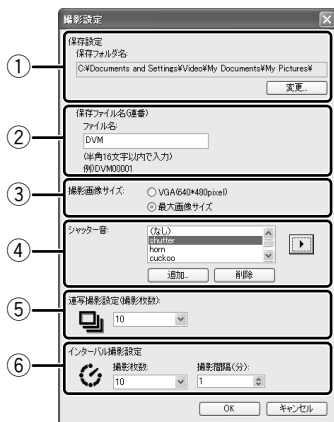 撮影設定
保存設定
保存フォルダ名:
C:¥Documents and Settings¥Video¥My Documents¥My Pictures¥
変更...
①
保存ファイル名(連番)
ファイル名:
DVM
(半角16文字以内で入力)
例)DVM00001
②
撮影画像サイズ:
VGA(640*480pixel)
最大画像サイズ
③
シャッター音:
(なし)
shutter
horn
cuckoo
追加...
削除
④
連写撮影設定(撮影枚数):
10
⑤
インターバル撮影設定
撮影枚数:
撮影間隔(分):
10
1
⑥
OK
キャンセル